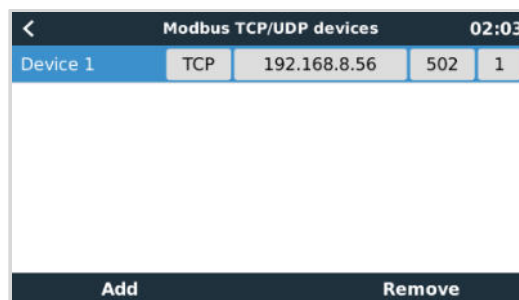 Modbus TCP/UDP devices 02:03
Device 1 TCP 192.168.8.56 502 1
Add Remove